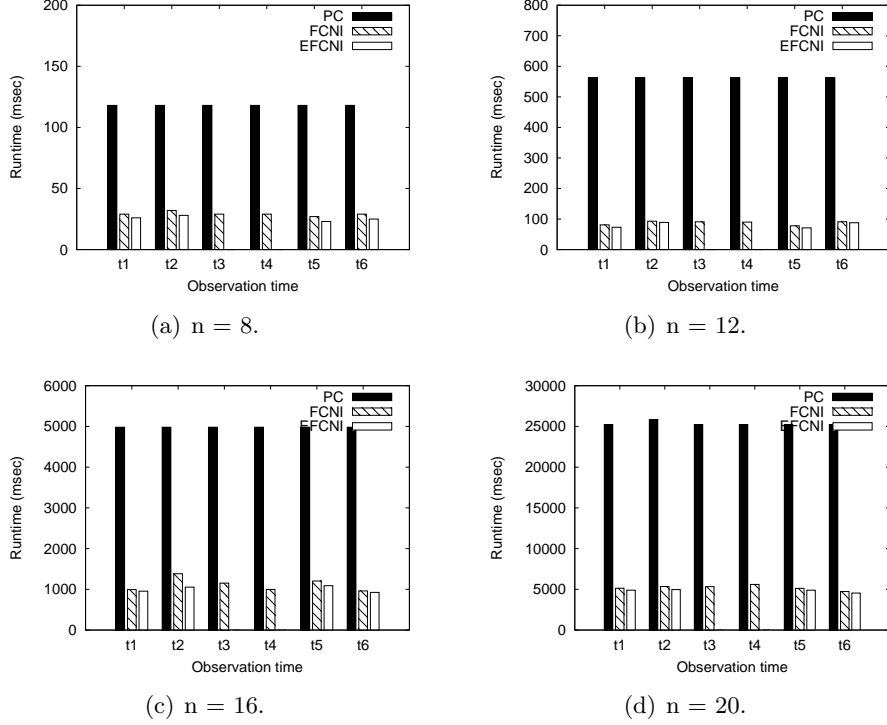 200
150
100
50
0
Runtime (msec)
PC
FCNI
EFCNI
t1 t2 t3 t4 t5 t6
Observation time
(a) n = 8.
800
700
600
500
400
300
200
100
0
Runtime (msec)
PC
FCNI
EFCNI
t1 t2 t3 t4 t5 t6
Observation time
(b) n = 12.
6000
5000
4000
3000
2000
1000
0
Runtime (msec)
PC
FCNI
EFCNI
t1 t2 t3 t4 t5 t6
Observation time
(c) n = 16.
30000
25000
20000
15000
10000
5000
0
Runtime (msec)
PC
FCNI
EFCNI
t1 t2 t3 t4 t5 t6
Observation time
(d) n = 20.